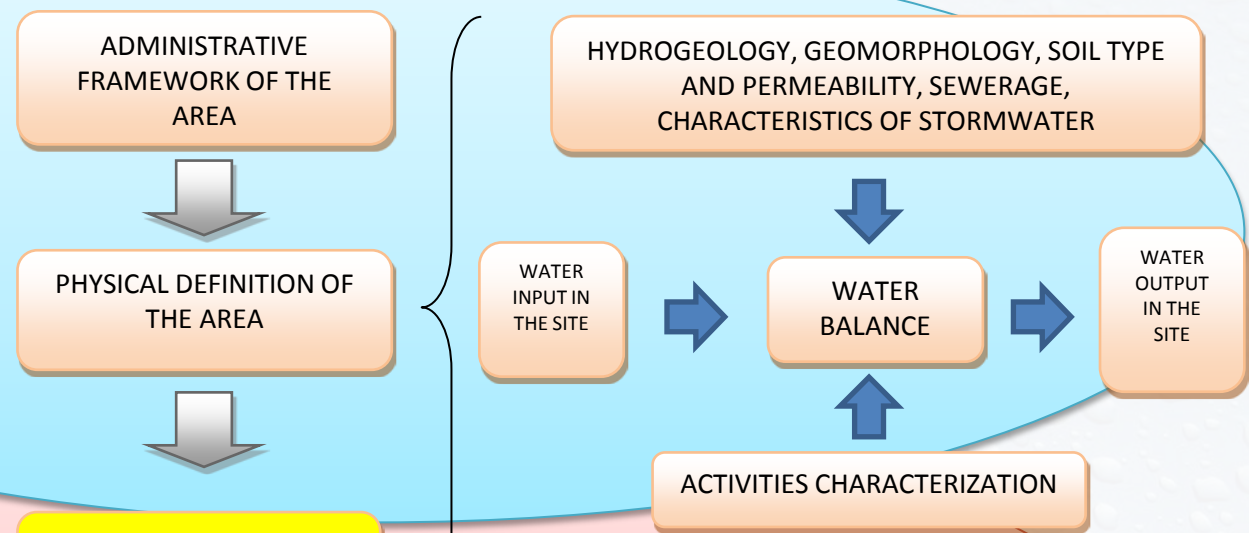 ADMINISTRATIVE
FRAMEWORK OF THE
AREA
PHYSICAL DEFINITION OF
THE AREA
HYDROGEOLOGY, GEOMORPHOLOGY, SOIL TYPE
AND PERMEABILITY, SEWERAGE,
CHARACTERISTICS OF STORMWATER
WATER
INPUT IN
THE SITE
WATER
BALANCE
WATER
OUTPUT
IN THE
SITE
ACTIVITIES CHARACTERIZATION